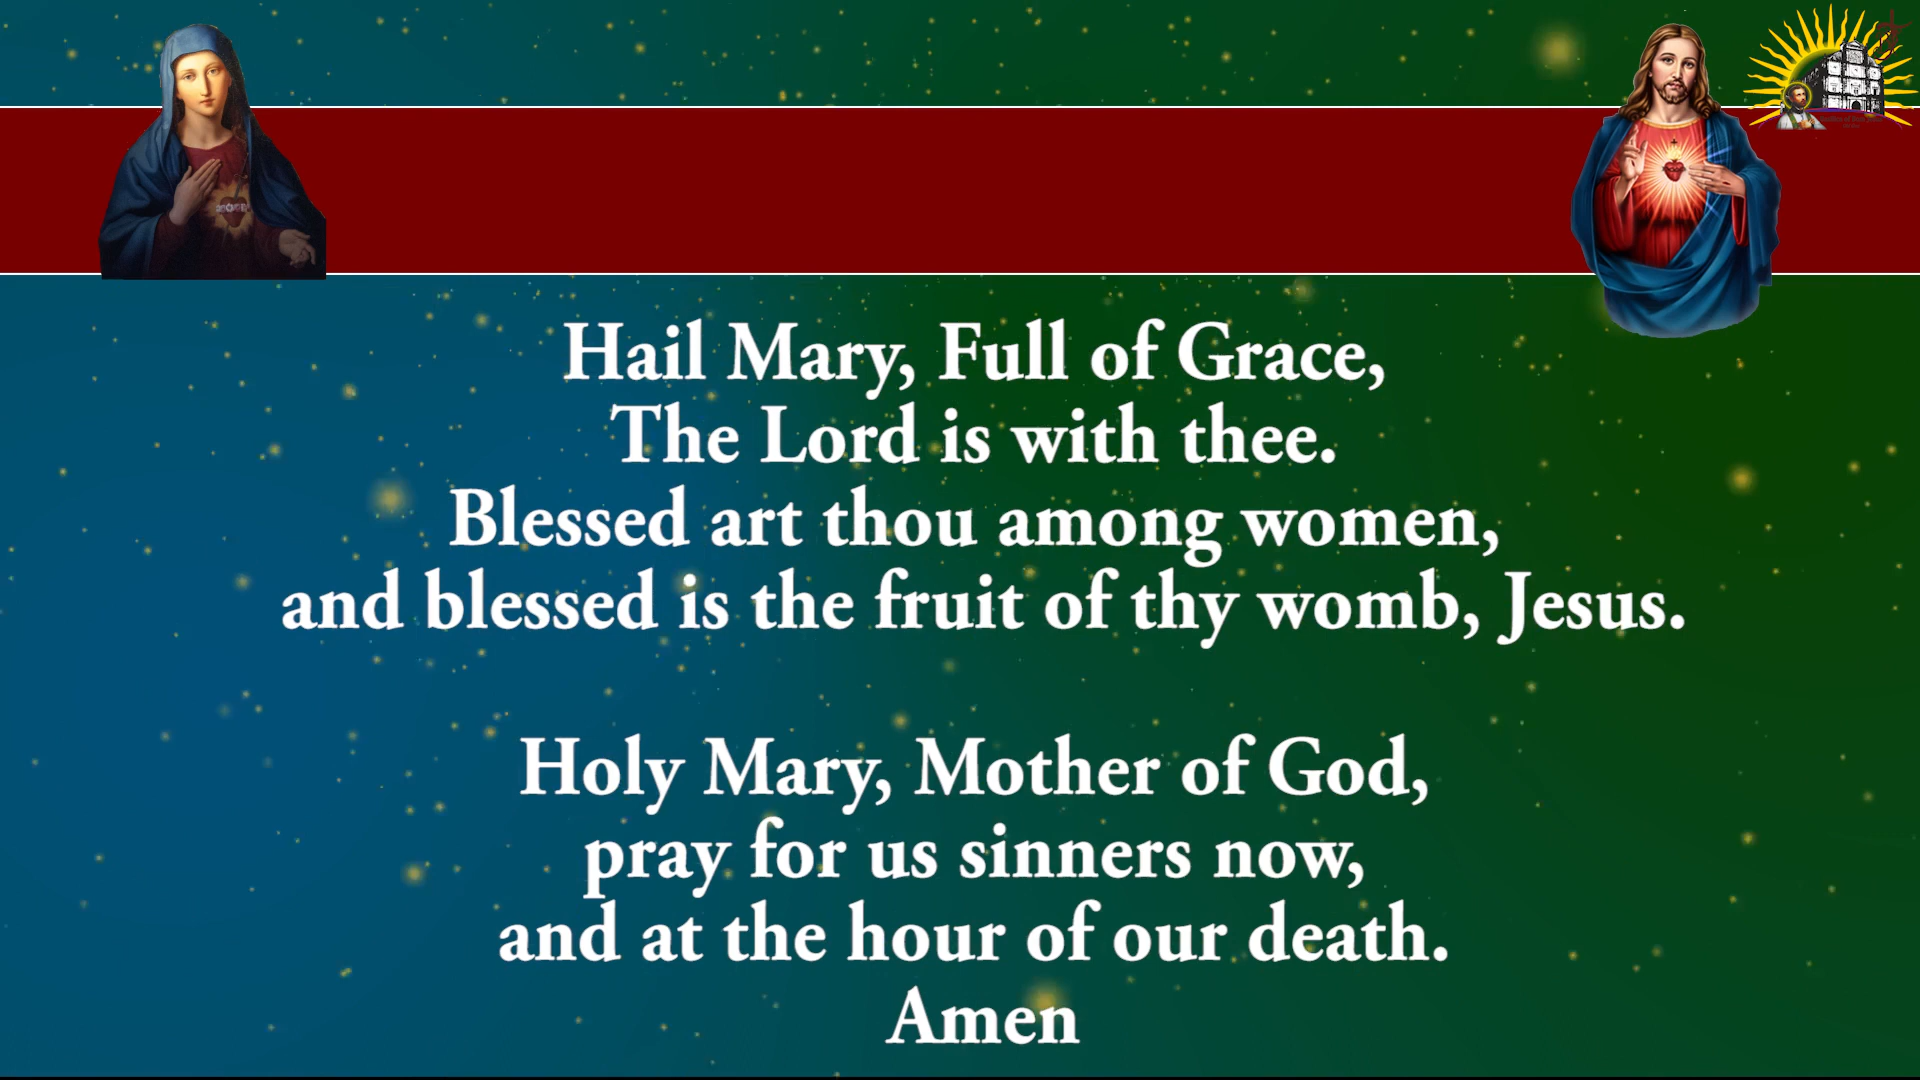 Hail Mary, Full of Grace,
The Lord is with thee.
Blessed art thou among women,
and blessed is the fruit of thy womb, Jesus.
Holy Mary, Mother of God,
pray for us sinners now,
and at the hour of our death.
Amen